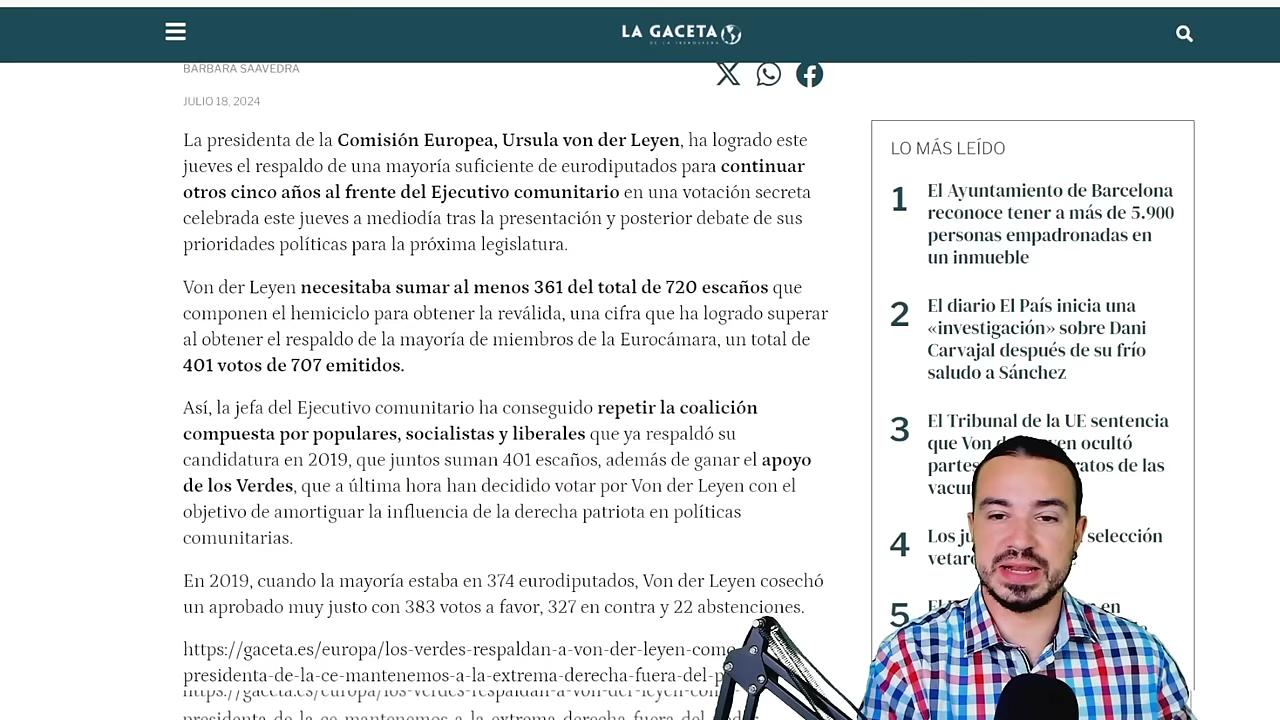 LA GACETA
DE LA IBEROSFERA
BÁRBARA SAAVEDRA
JULIO 18, 2024
La presidenta de la Comisión Europea, Ursula von der Leyen, ha logrado este
jueves el respaldo de una mayoría suficiente de eurodiputados para continuar
otros cinco años al frente del Ejecutivo comunitario en una votación secreta
celebrada este jueves a mediodía tras la presentación y posterior debate de sus
prioridades políticas para la próxima legislatura.
Von der Leyen necesitaba sumar al menos 361 del total de 720 escaños que
componen el hemiciclo para obtener la reválida, una cifra que ha logrado superar
al obtener el respaldo de la mayoría de miembros de la Eurocámara, un total de
401 votos de 707 emitidos.
Así, la jefa del Ejecutivo comunitario ha conseguido repetir la coalición
compuesta por populares, socialistas y liberales que ya respaldó su
candidatura en 2019, que juntos suman 401 escaños, además de ganar el apoyo
de los Verdes, que a última hora han decidido votar por Von der Leyen con el
objetivo de amortiguar la influencia de la derecha patriota en políticas
comunitarias.
En 2019, cuando la mayoría estaba en 374 eurodiputados, Von der Leyen cosechó
un aprobado muy justo con 383 votos a favor, 327 en contra y 22 abstenciones.
https://gaceta.es/europa/los-verdes-respaldan-a-von-der-leyen-como
presidenta-de-la-ce-mantenemos-a-la-extrema-derecha-fuera-del-p
https://gaceta.es/europa/los-verdes-respaldan-a-von-der-leyen-com
presidenta-de-la-ce-mantenemos-a-la-extrema-derecha-fuera-del-poder
LO MÁS LEÍDO
1 El Ayuntamiento de Barcelona
reconoce tener a más de 5.900
personas empadronadas en
un inmueble
2 El diario El País inicia una
«investigación» sobre Dani
Carvajal después de su frío
saludo a Sánchez
3 El Tribunal de la UE sentencia
que Von ocultó
de las
4 Los selección
5 en